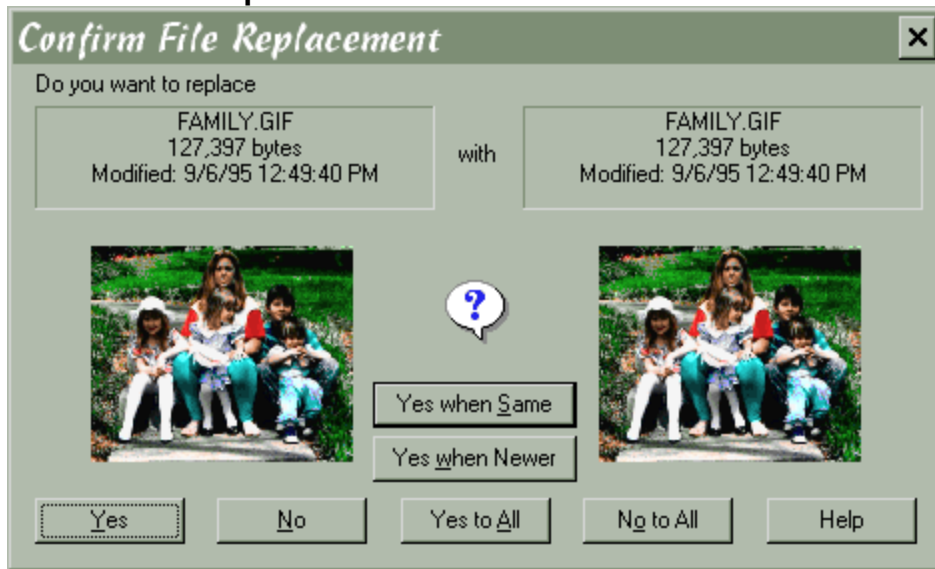 Confirm File Replacement
Do you want to replace
FAMILY.GIF
127,397 bytes
Modified: 9/6/95 12:49:40 PM
with
FAMILY.GIF
127,397 bytes
Modified: 9/6/95 12:49:40 PM
?
Yes when Same
Yes when Newer
Yes
No
Yes to All
No to All
Help